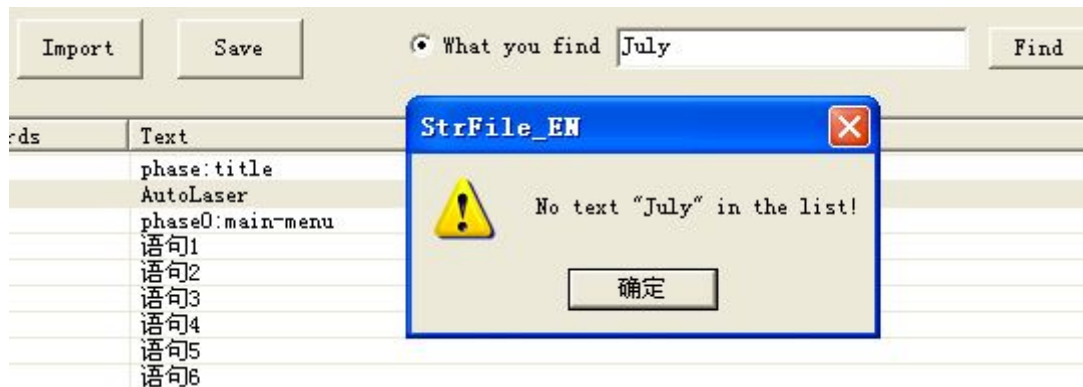 Import
Save
What you find
July
Find
rds
Text
phase:title
AutoLaser
phase0:main-menu
语句1
语句2
语句3
语句4
语句5
语句6
StrFile_EN
No text "July" in the list!
确定